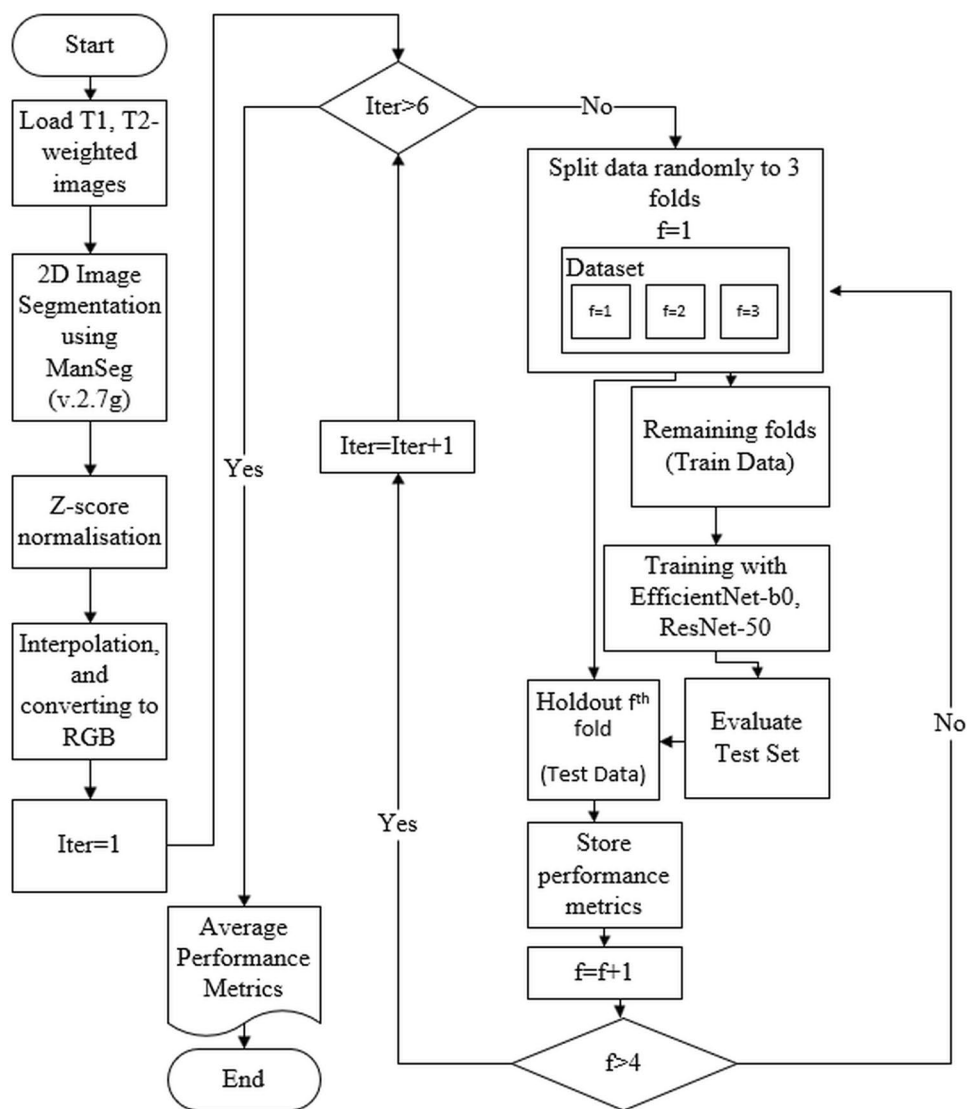 Start
Load T1, T2-
weighted
images
2D Image
Segmentation
using
ManSeg
(v.2.7g)
Z-score
normalisation
Interpolation,
and
converting to
RGB
Iter=1
Iter>6
Yes
No
Average
Performance
Metrics
End
Iter=Iter+1
Split data randomly to 3
folds
f=1
Dataset
f=1 f=2 f=3
Remaining folds
(Train Data)
Training with
EfficientNet-b0,
ResNet-50
Evaluate
Test Set
Holdout fᵗʰ
fold
(Test Data)
Store
performance
metrics
f=f+1
f>4
Yes
No